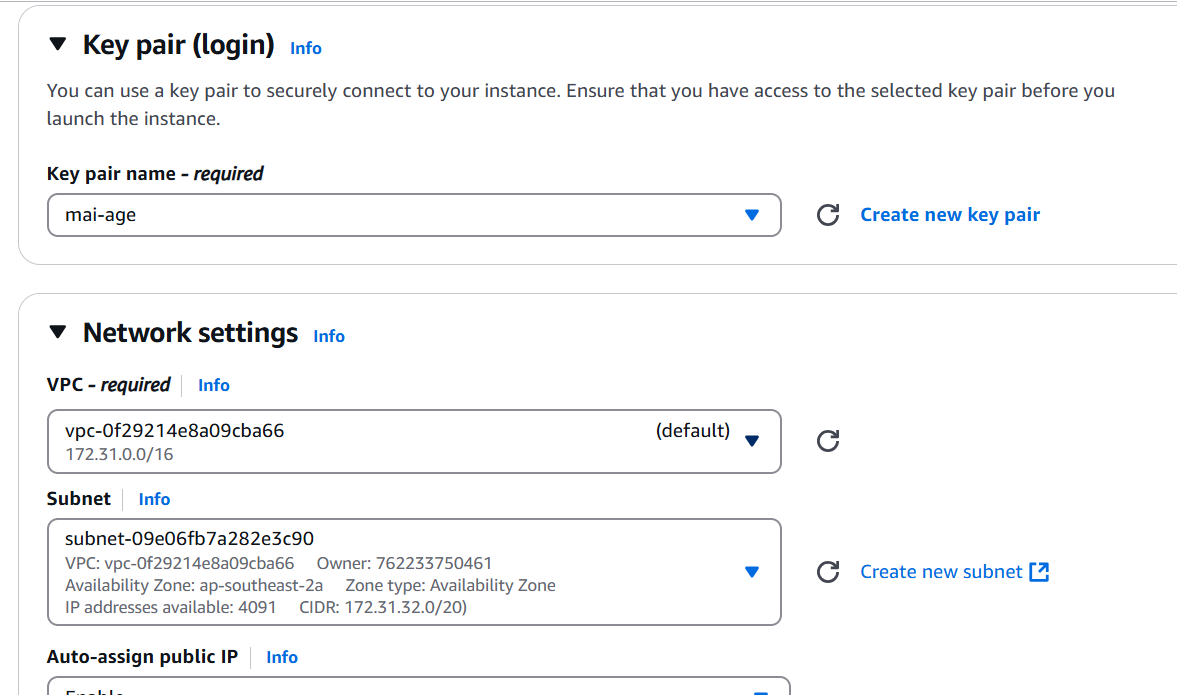 Key pair (login) Info
You can use a key pair to securely connect to your instance. Ensure that you have access to the selected key pair before you
launch the instance.
Key pair name - required
mai-age
Create new key pair
Network settings Info
VPC - required Info
vpc-0f29214e8a09cba66 (default)
172.31.0.0/16
Subnet Info
subnet-09e06fb7a282e3c90
VPC: vpc-0f29214e8a09cba66 Owner: 762233750461
Availability Zone: ap-southeast-2a Zone type: Availability Zone
IP addresses available: 4091 CIDR: 172.31.32.0/20)
Create new subnet
Auto-assign public IP Info
Enable